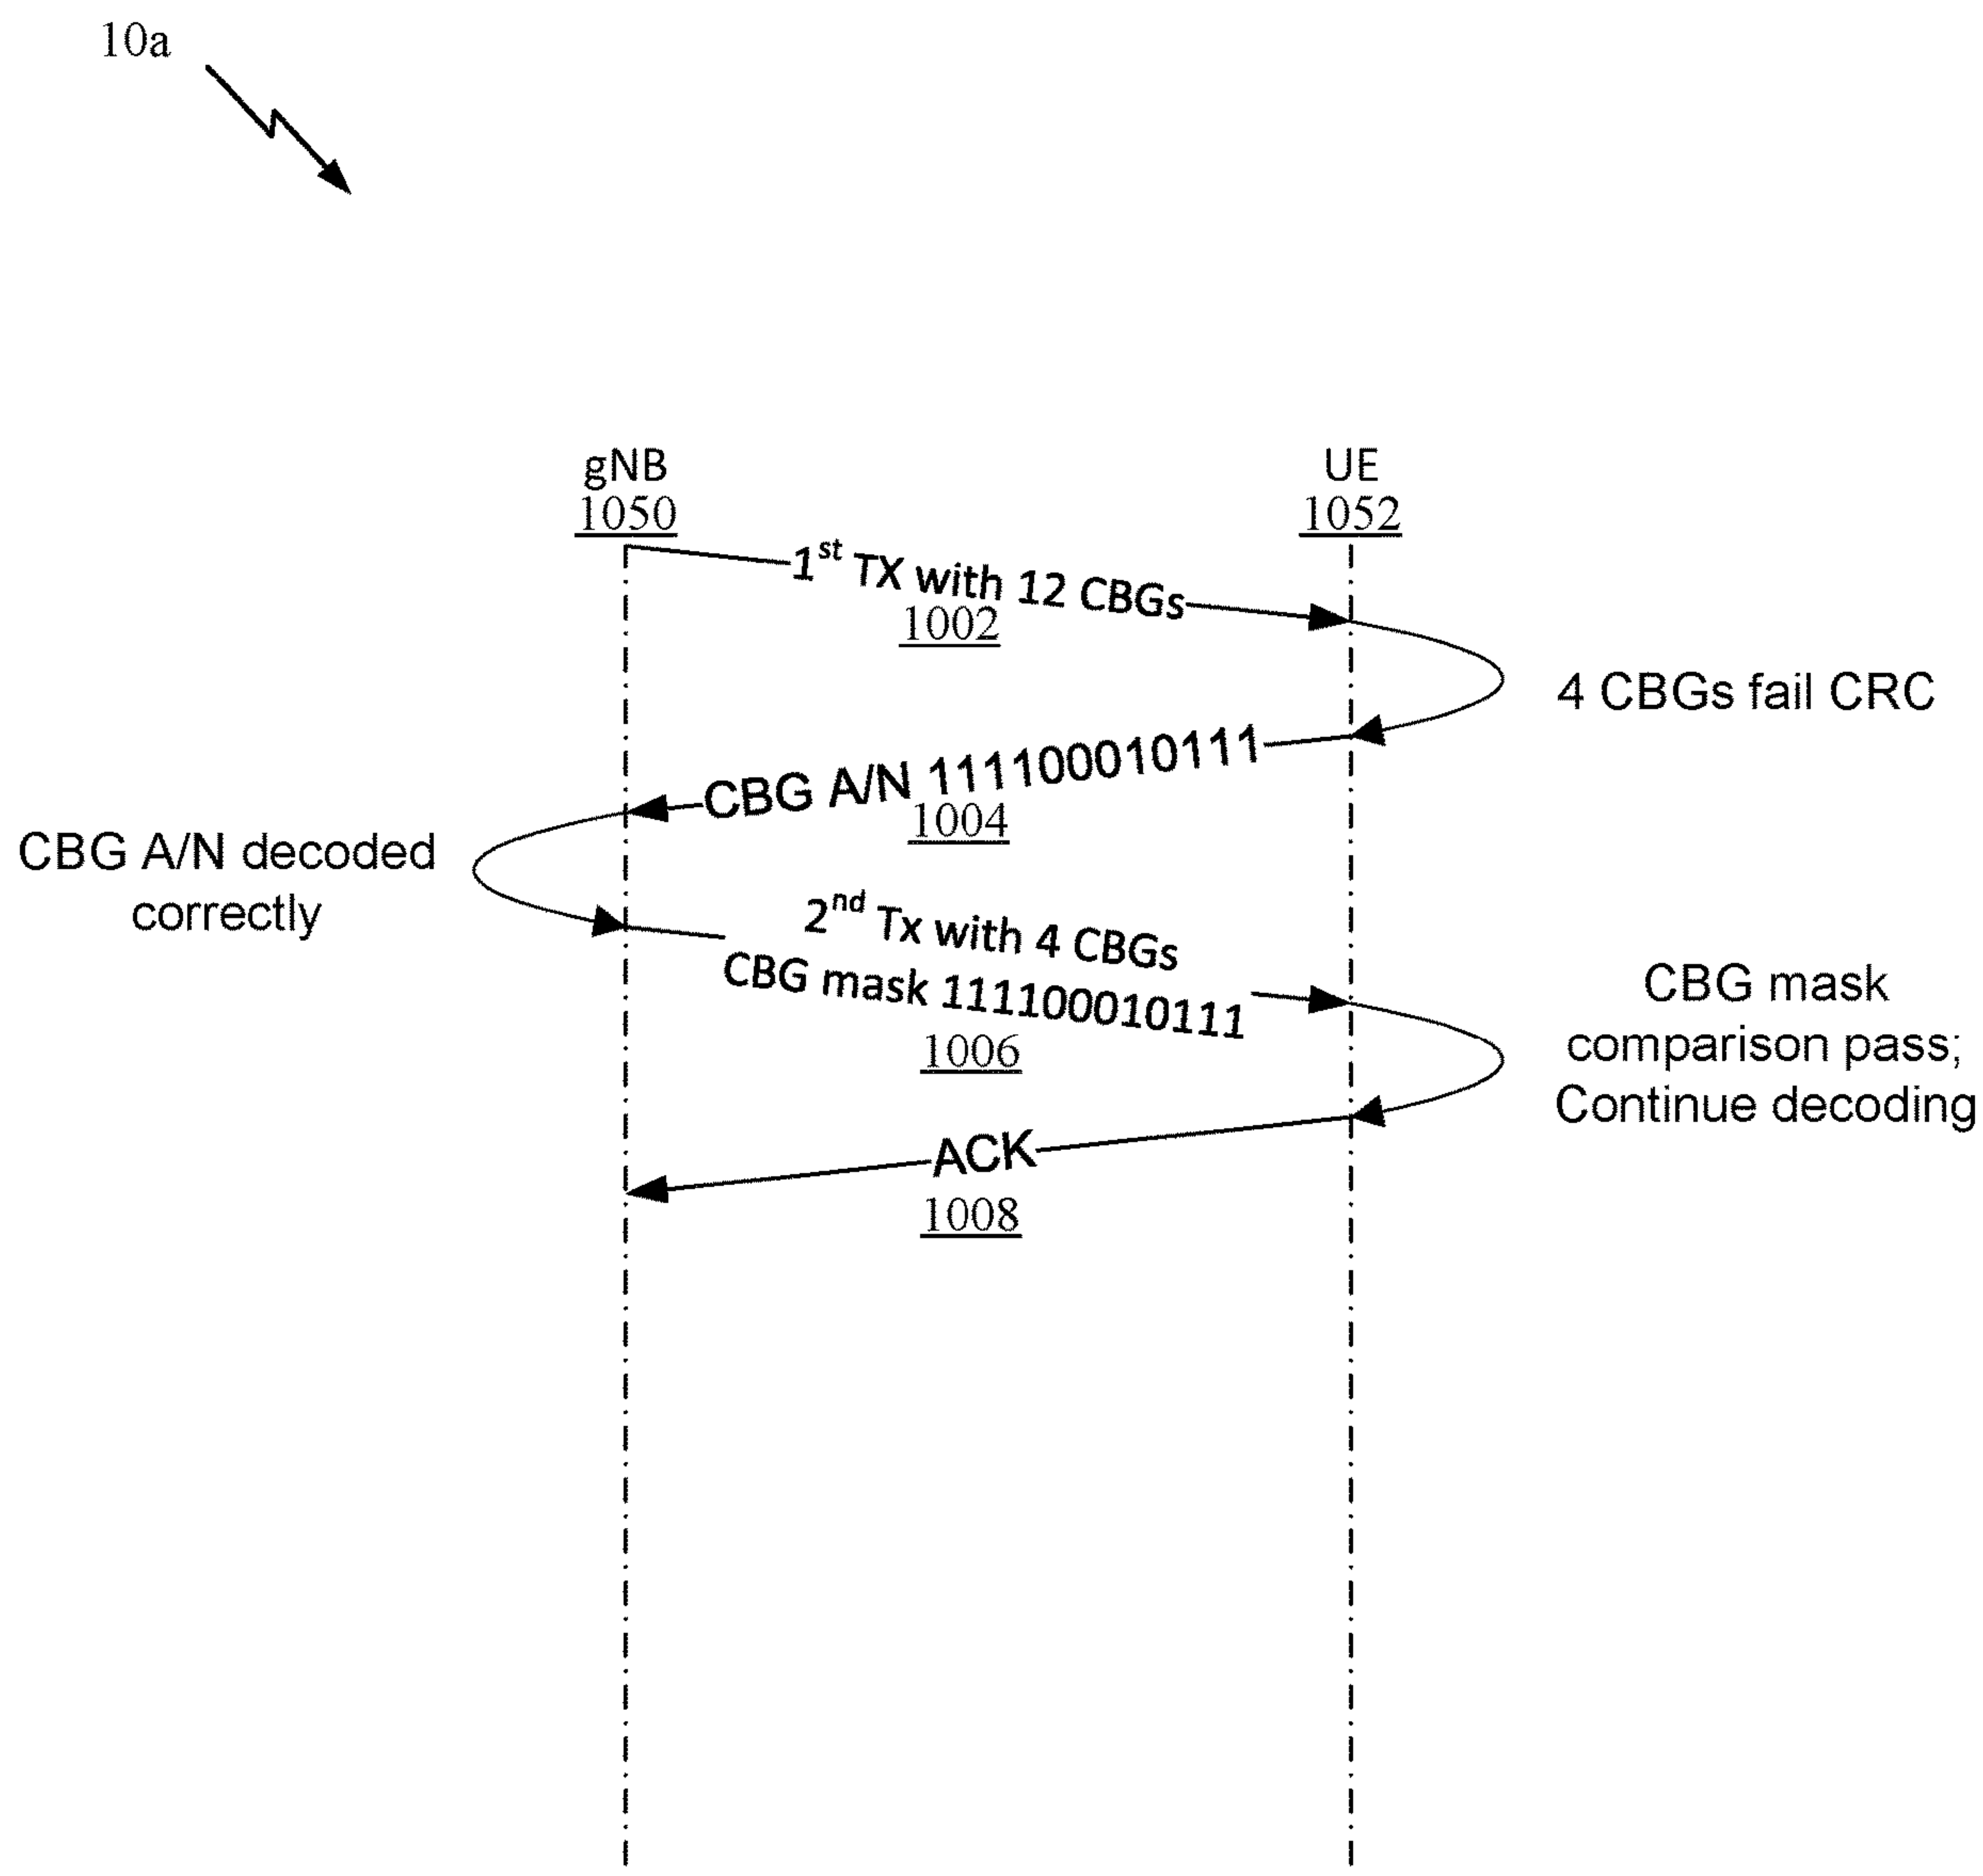 10a
gNB
1050
UE
1052
1st TX with 12 CBGs
1002
4 CBGs fail CRC
CBG A/N 111100010111
1004
CBG A/N decoded
correctly
2nd Tx with 4 CBGs
CBG mask 111100010111
1006
CBG mask
comparison pass;
Continue decoding
ACK
1008